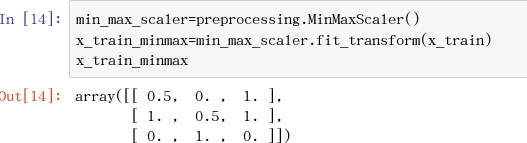 In [14]: min_max_scaler=preprocessing.MinMaxScaler()
x_train_minmax=min_max_scaler.fit_transform(x_train)
x_train_minmax
Out[14]: array([[ 0.5,  0. ,  1. ],
[ 1. ,  0.5,  1. ],
[ 0. ,  1. ,  0. ]])